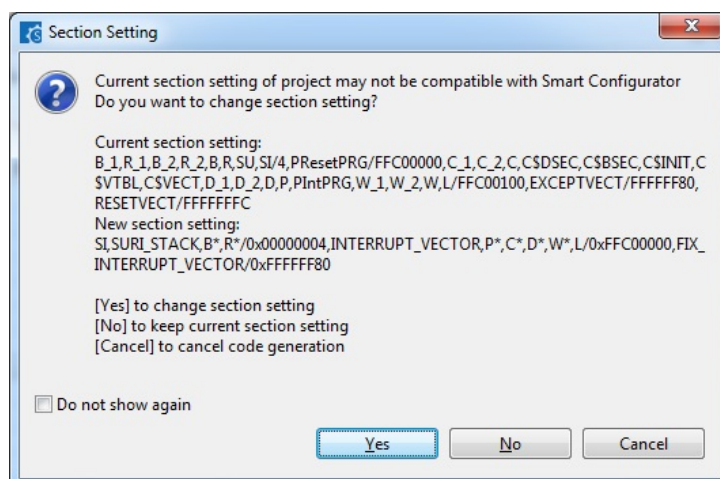 Section Setting
Current section setting of project may not be compatible with Smart Configurator
Do you want to change section setting?
Current section setting:
B_1,R_1,B_2,R_2,B,R,SU,SI/4,PResetPRG/FFC00000,C_1,C_2,C,C$DSEC,C$BSEC,C$INIT,C
$VTBL,C$VECT,D_1,D_2,D,P,PIntPRG,W_1,W_2,W,L/FFC00100,EXCEPTVECT/FFFFFF80,
RESETVECT/FFFFFFFC
New section setting:
SI,SURI_STACK,B*,R*/0x00000004,INTERRUPT_VECTOR,P*,C*,D*,W*,L/0xFFC00000,FIX_
INTERRUPT_VECTOR/0xFFFFFF80
[Yes] to change section setting
[No] to keep current section setting
[Cancel] to cancel code generation
Do not show again
Yes No Cancel